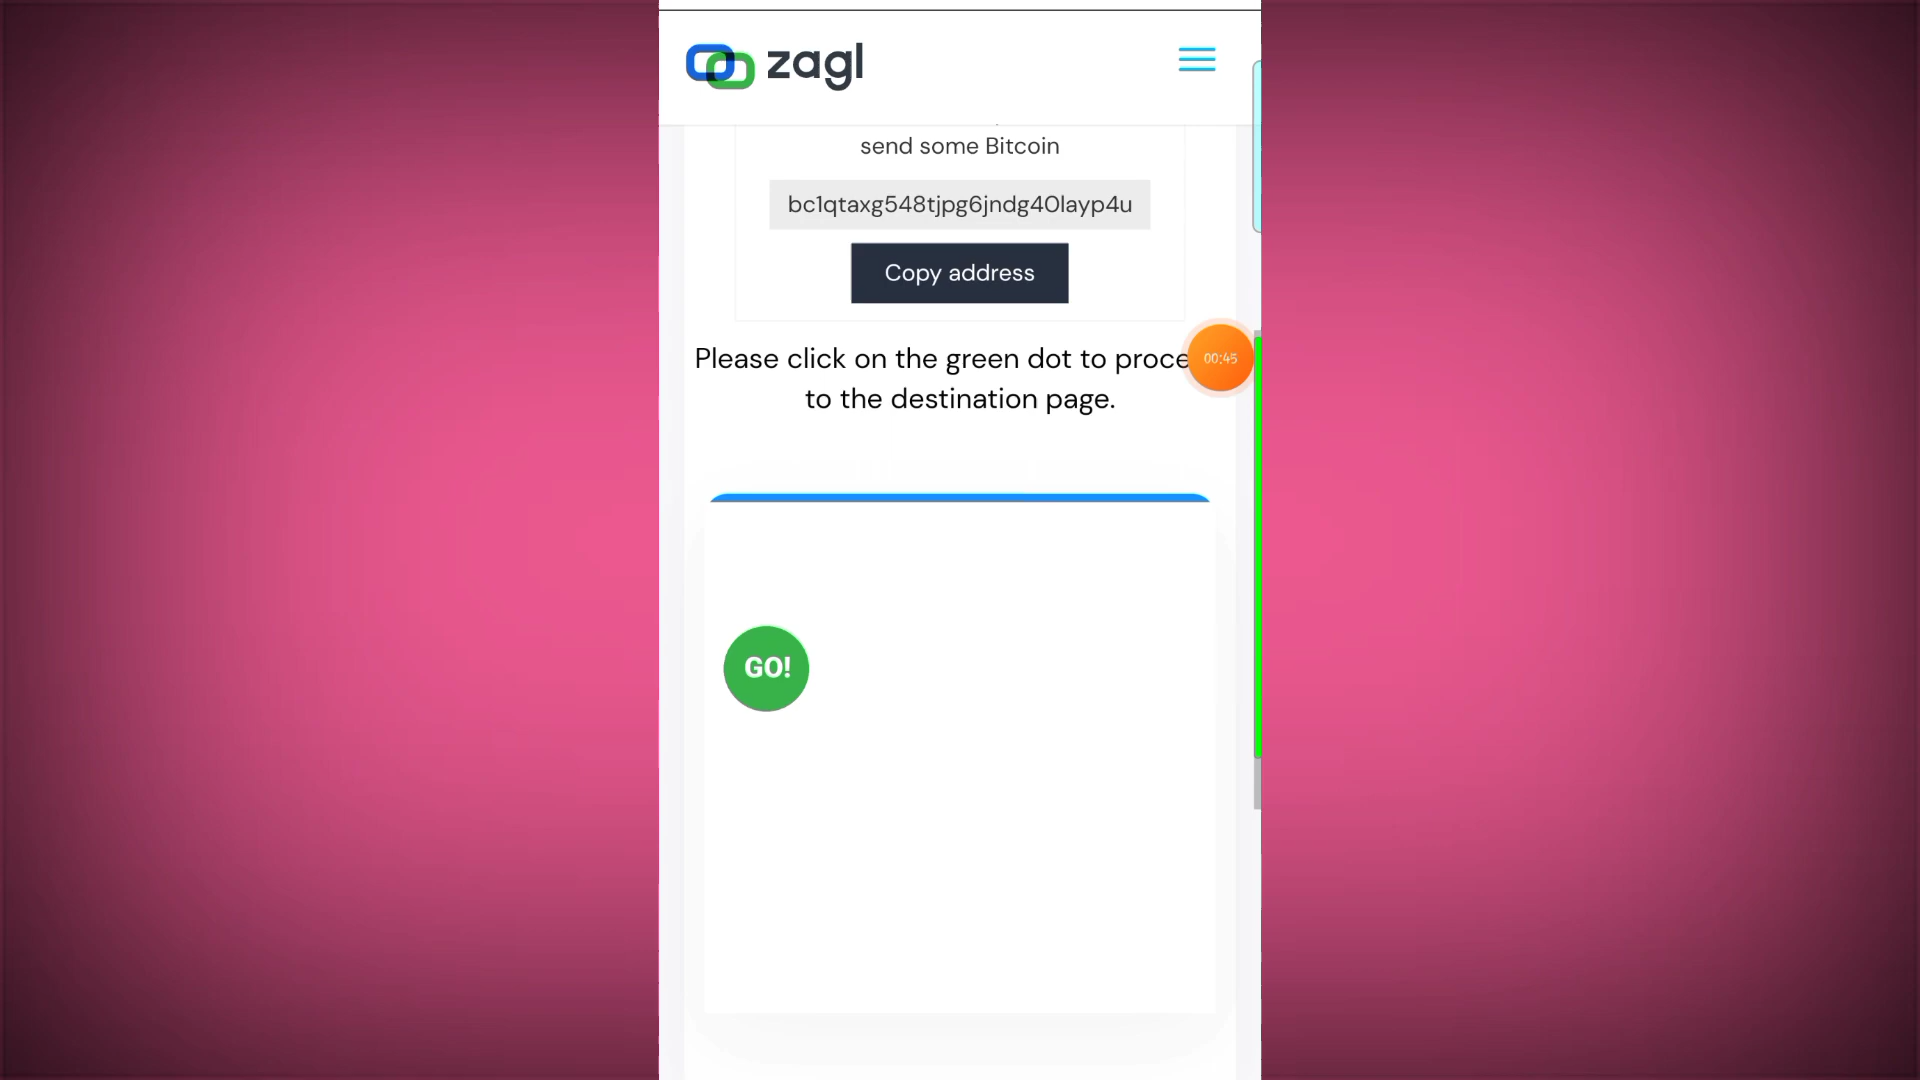 zagl
send some Bitcoin
bc1qtaxg548tjpg6jndg40layp4u
Copy address
Please click on the green dot to proce
00:45
to the destination page.
GO!